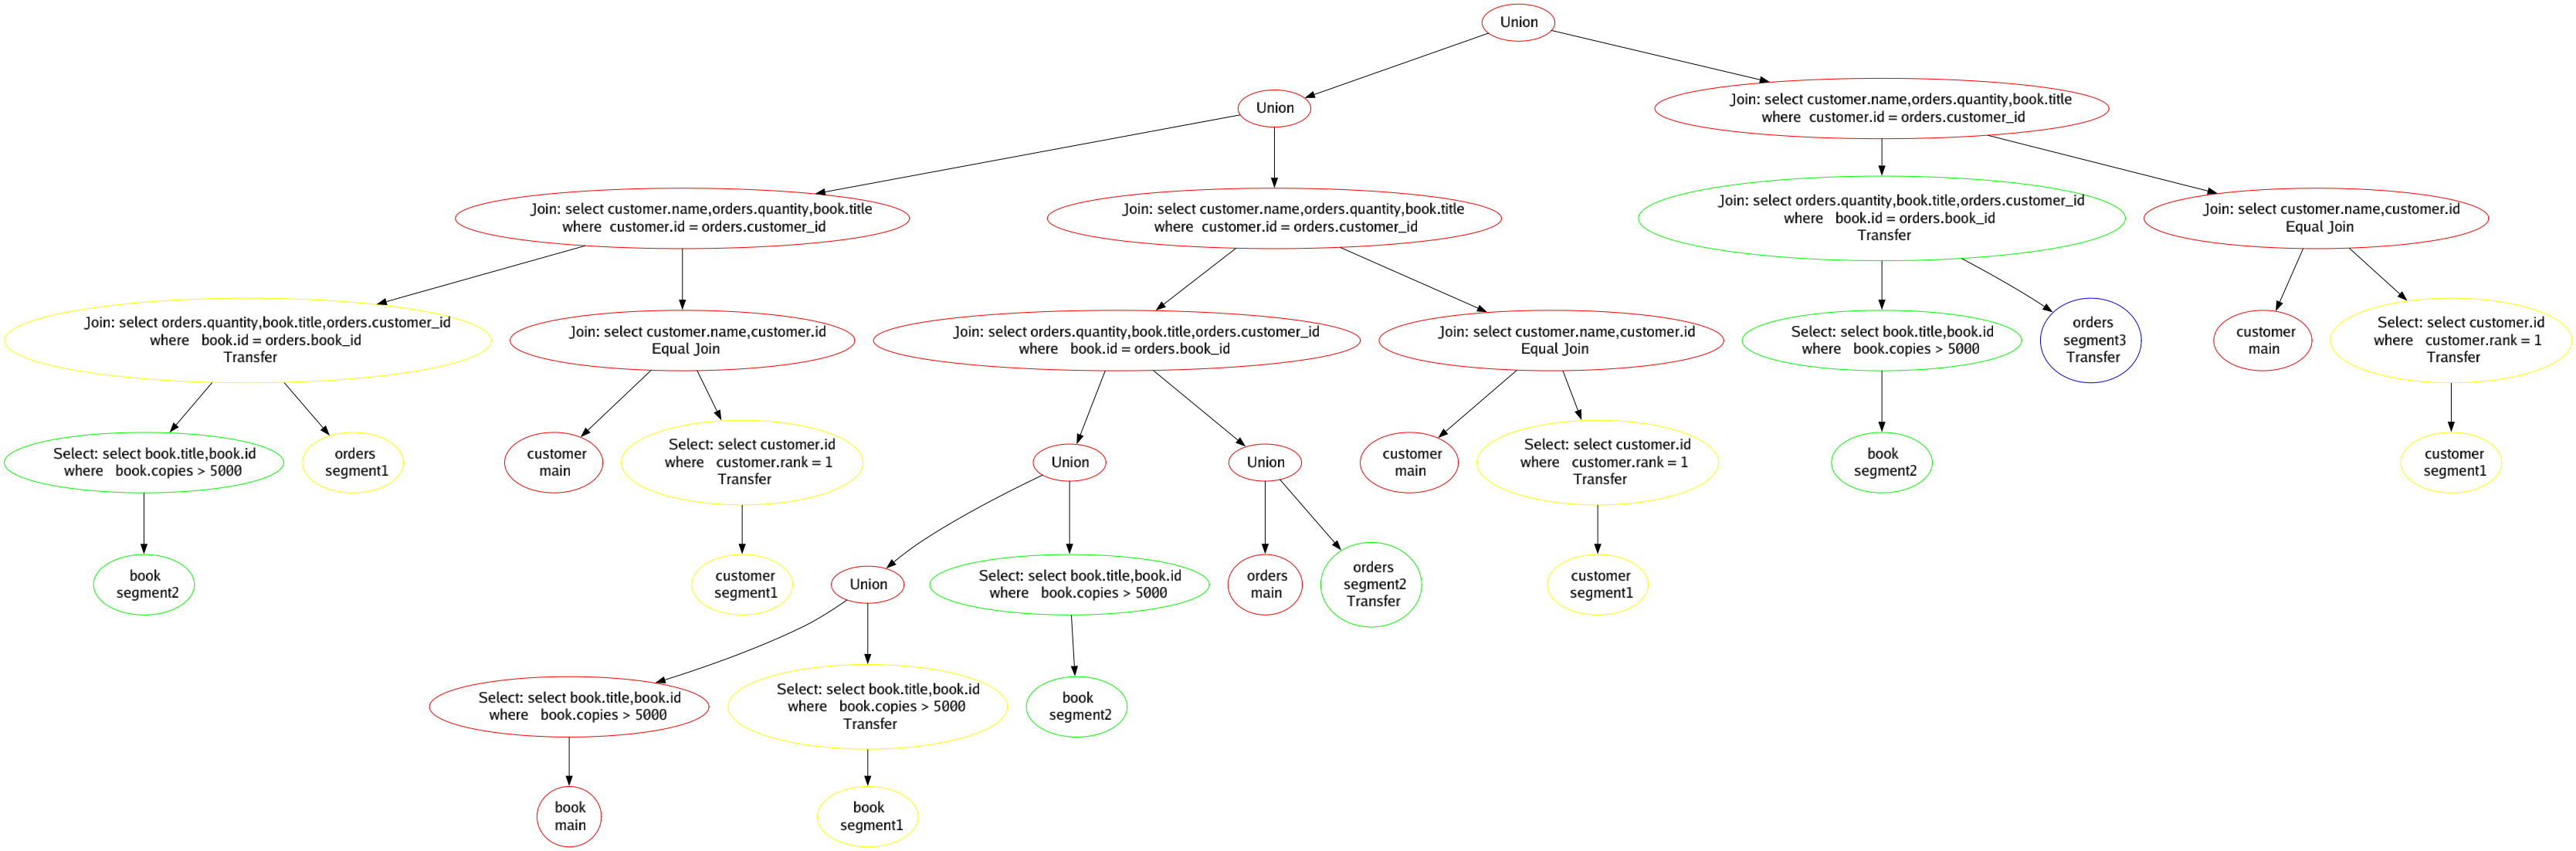 Union
Union
Join: select customer.name,orders.quantity,book.title
where customer.id = orders.customer_id
Join: select customer.name,orders.quantity,book.title
where customer.id = orders.customer_id
Join: select customer.name,orders.quantity,book.title
where customer.id = orders.customer_id
Join: select orders.quantity,book.title,orders.customer_id
where book.id = orders.book_id
Transfer
Join: select customer.name,customer.id
Equal Join
Join: select orders.quantity,book.title,orders.customer_id
where book.id = orders.book_id
Transfer
Join: select customer.name,customer.id
Equal Join
Join: select orders.quantity,book.title,orders.customer_id
where book.id = orders.book_id
Join: select customer.name,customer.id
Equal Join
Select: select book.title,book.id
where book.copies > 5000
orders
segment3
Transfer
customer
main
Select: select customer.id
where customer.rank = 1
Transfer
Select: select book.title,book.id
where book.copies > 5000
orders
segment1
customer
main
Select: select customer.id
where customer.rank = 1
Transfer
Union
Union
customer
main
Select: select customer.id
where customer.rank = 1
Transfer
book
segment2
customer
segment1
book
segment2
customer
segment1
Union
Select: select book.title,book.id
where book.copies > 5000
orders
main
orders
segment2
Transfer
customer
segment1
Select: select book.title,book.id
where book.copies > 5000
Select: select book.title,book.id
where book.copies > 5000
Transfer
book
segment2
book
main
book
segment1